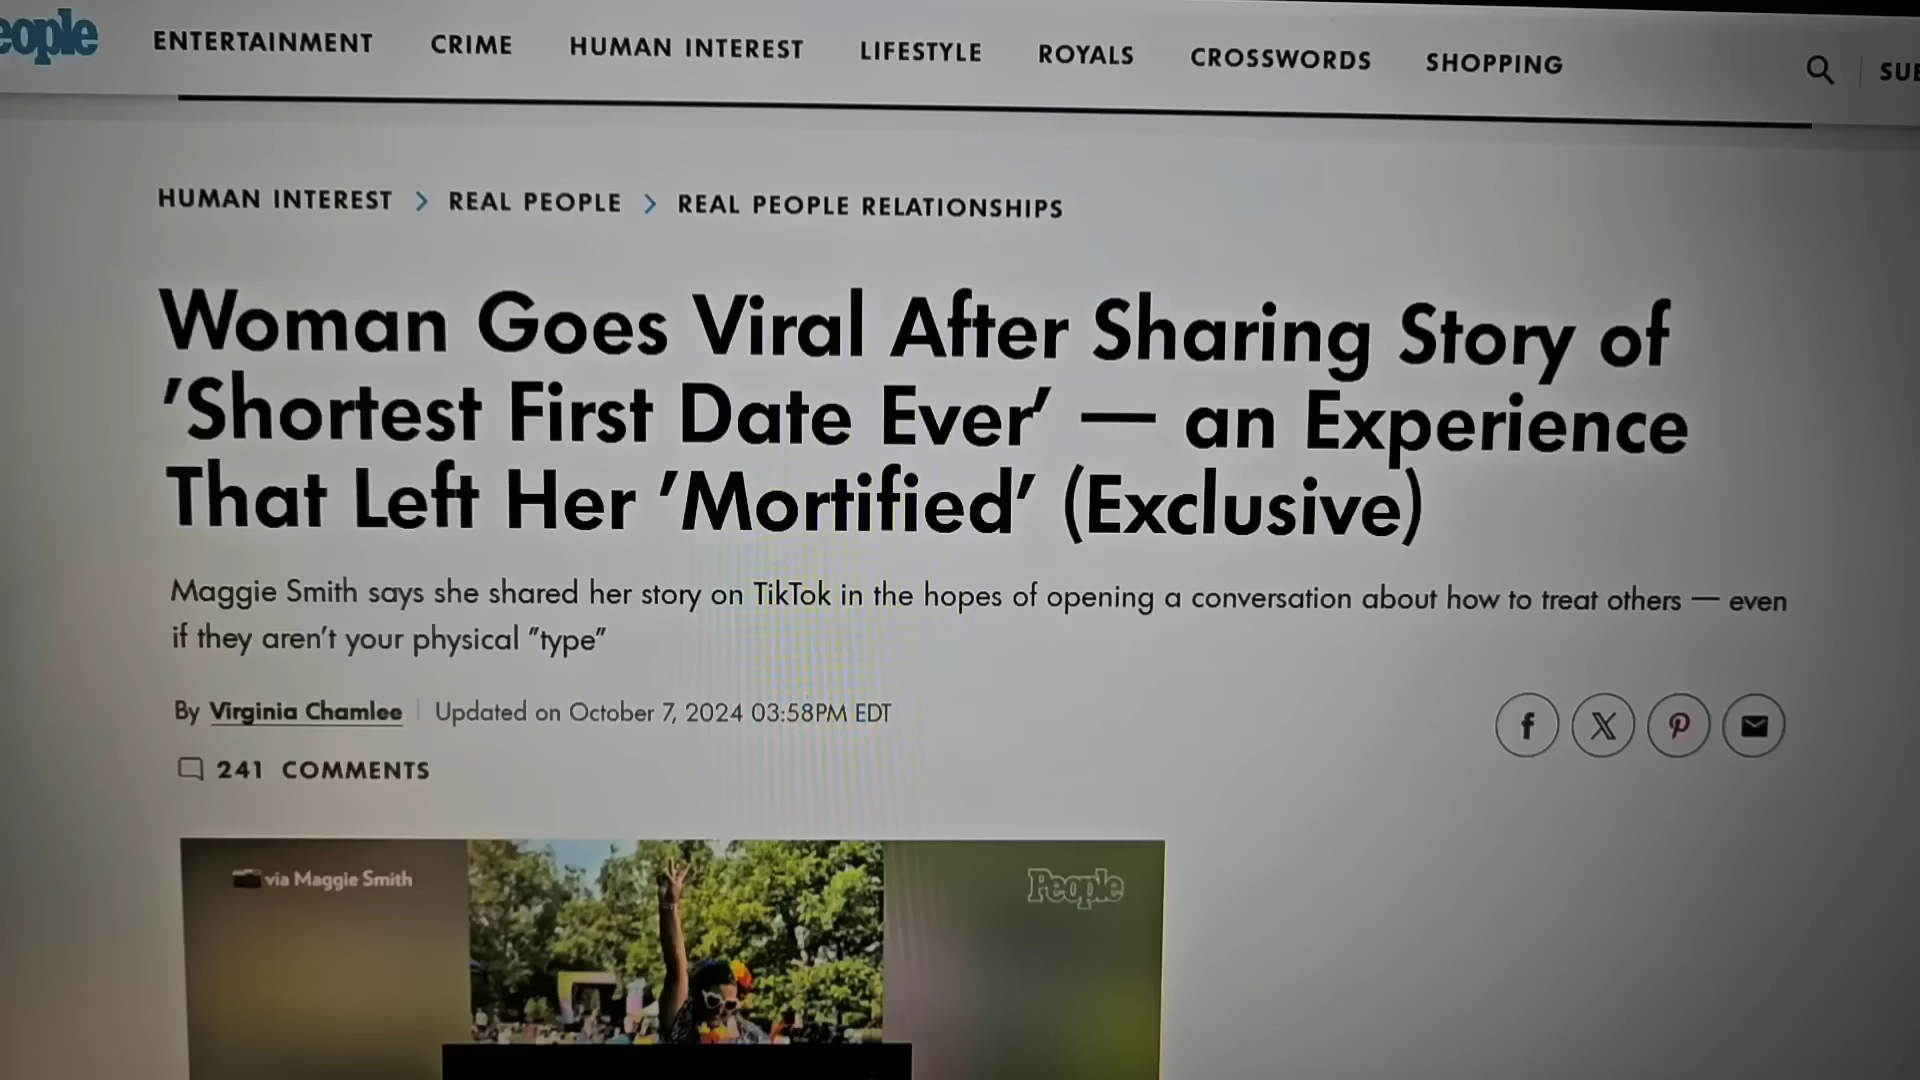 People
ENTERTAINMENT CRIME HUMAN INTEREST LIFESTYLE ROYALS CROSSWORDS SHOPPING
HUMAN INTEREST > REAL PEOPLE > REAL PEOPLE RELATIONSHIPS
Woman Goes Viral After Sharing Story of
'Shortest First Date Ever' — an Experience
That Left Her 'Mortified' (Exclusive)
Maggie Smith says she shared her story on TikTok in the hopes of opening a conversation about how to treat others — even
if they aren't your physical "type"
By Virginia Chamlee | Updated on October 7, 2024 03:58PM EDT
241 COMMENTS
via Maggie Smith
People